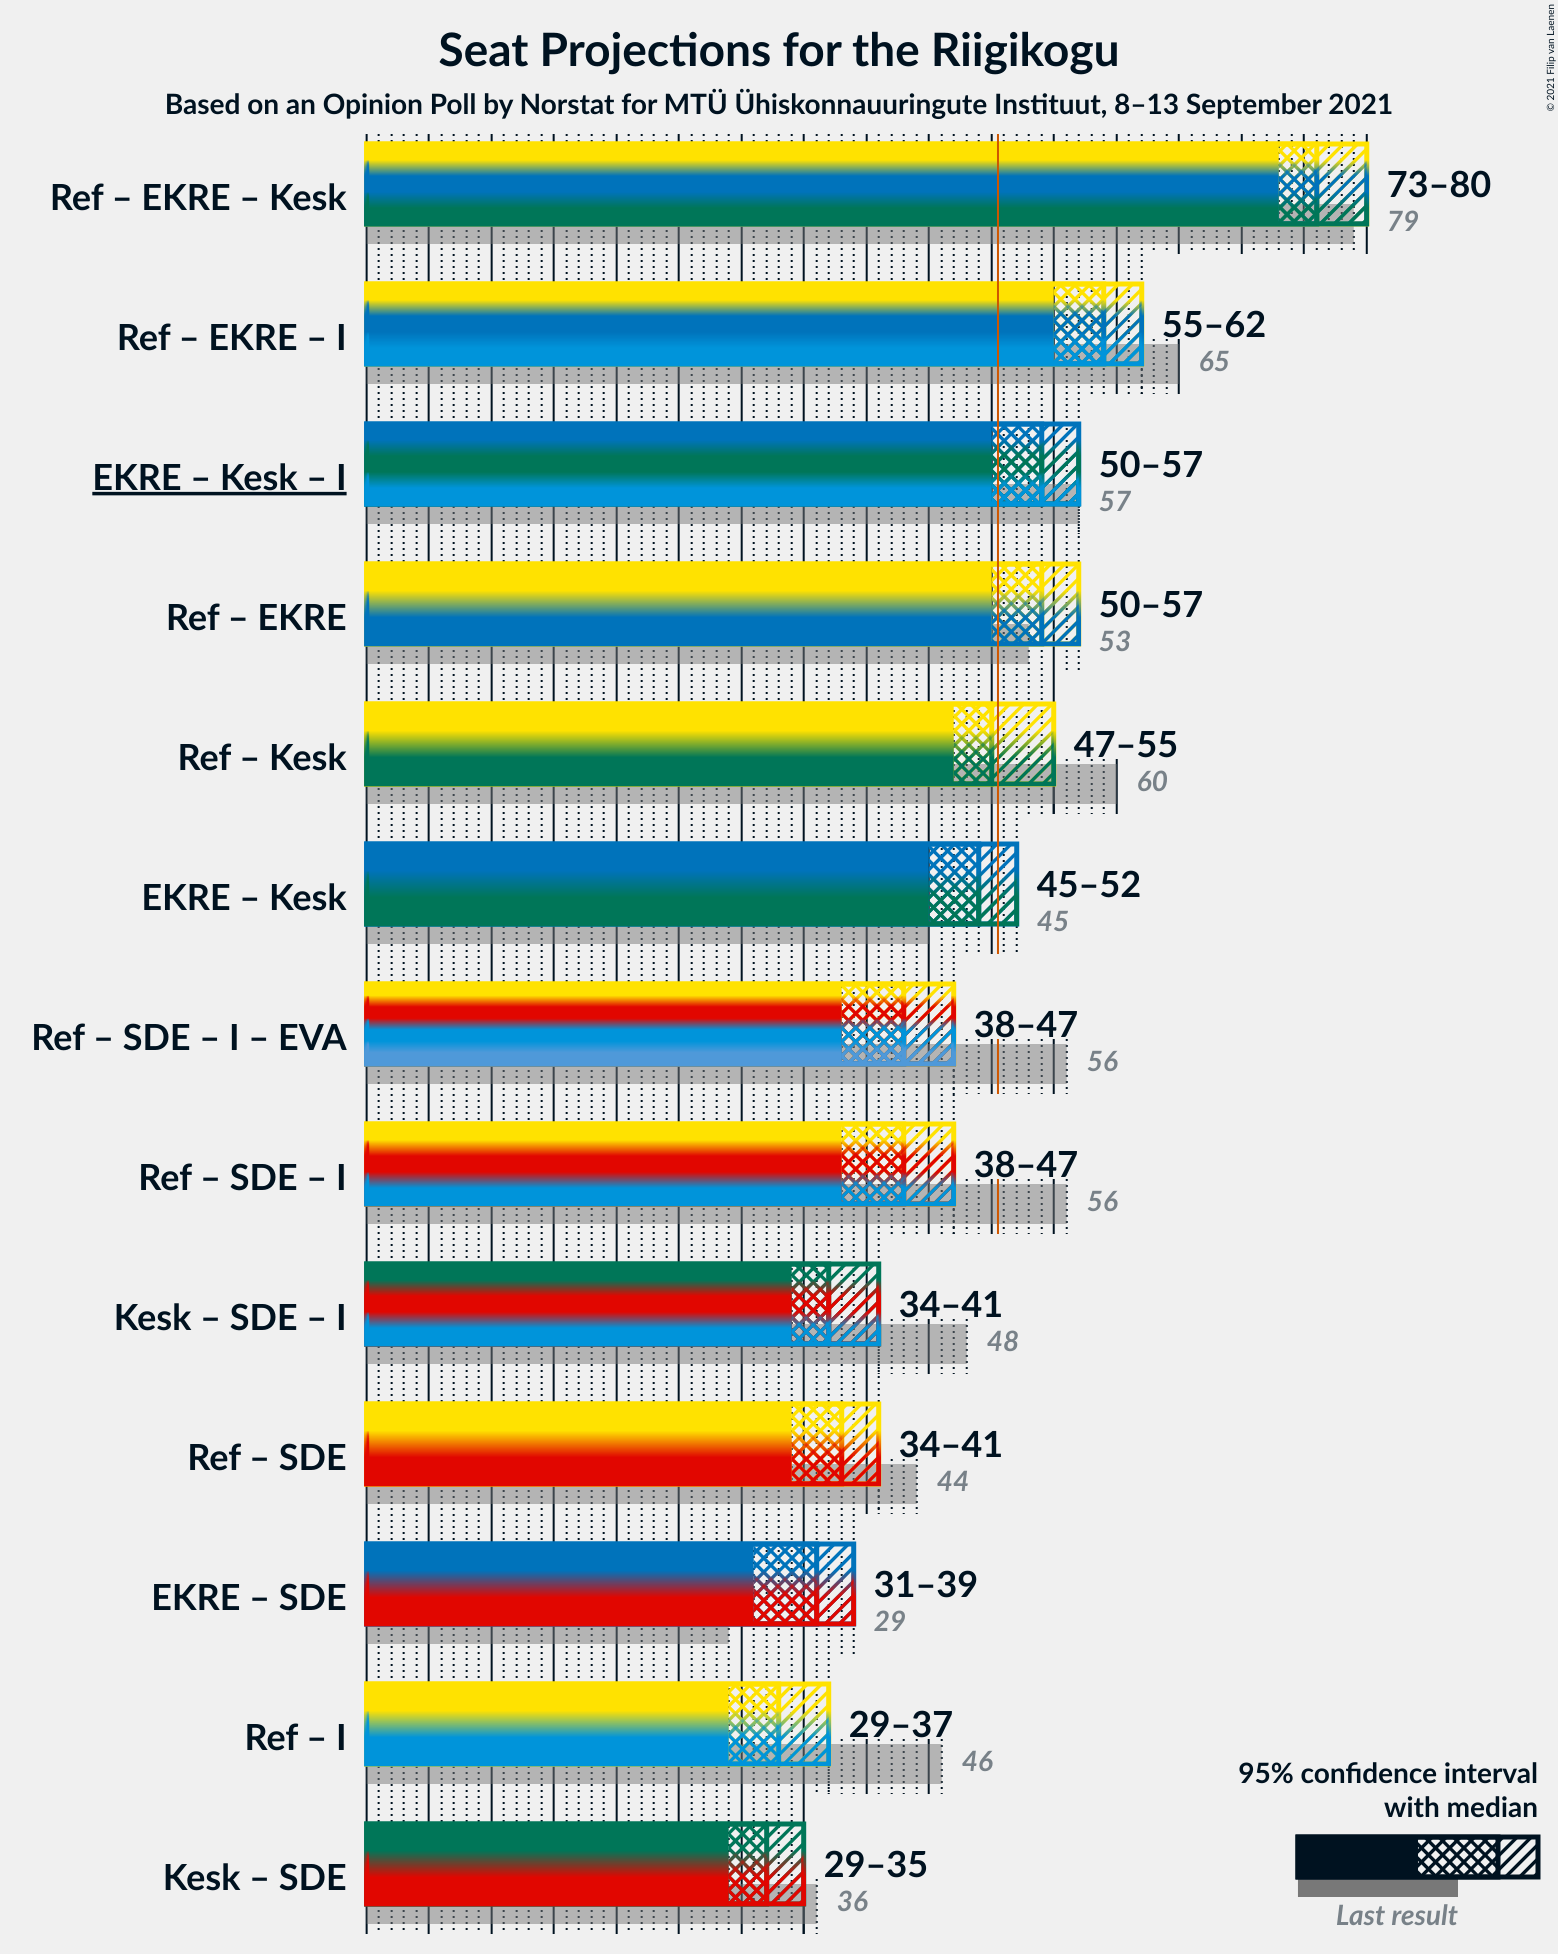 Seat Projections for the Riigikogu
Based on an Opinion Poll by Norstat for MTÜ Ühiskonnauuringute Instituut, 8–13 September 2021
© 2021 Filip van Laenen
Ref – EKRE – Kesk
73–80
79
Ref – EKRE – I
55–62
65
EKRE – Kesk – I
50–57
57
Ref – EKRE
50–57
53
Ref – Kesk
47–55
60
EKRE – Kesk
45–52
45
Ref – SDE – I – EVA
38–47
56
Ref – SDE – I
38–47
56
Kesk – SDE – I
34–41
48
Ref – SDE
34–41
44
EKRE – SDE
31–39
29
Ref – I
29–37
46
Kesk – SDE
29–35
36
95% confidence interval
with median
Last result